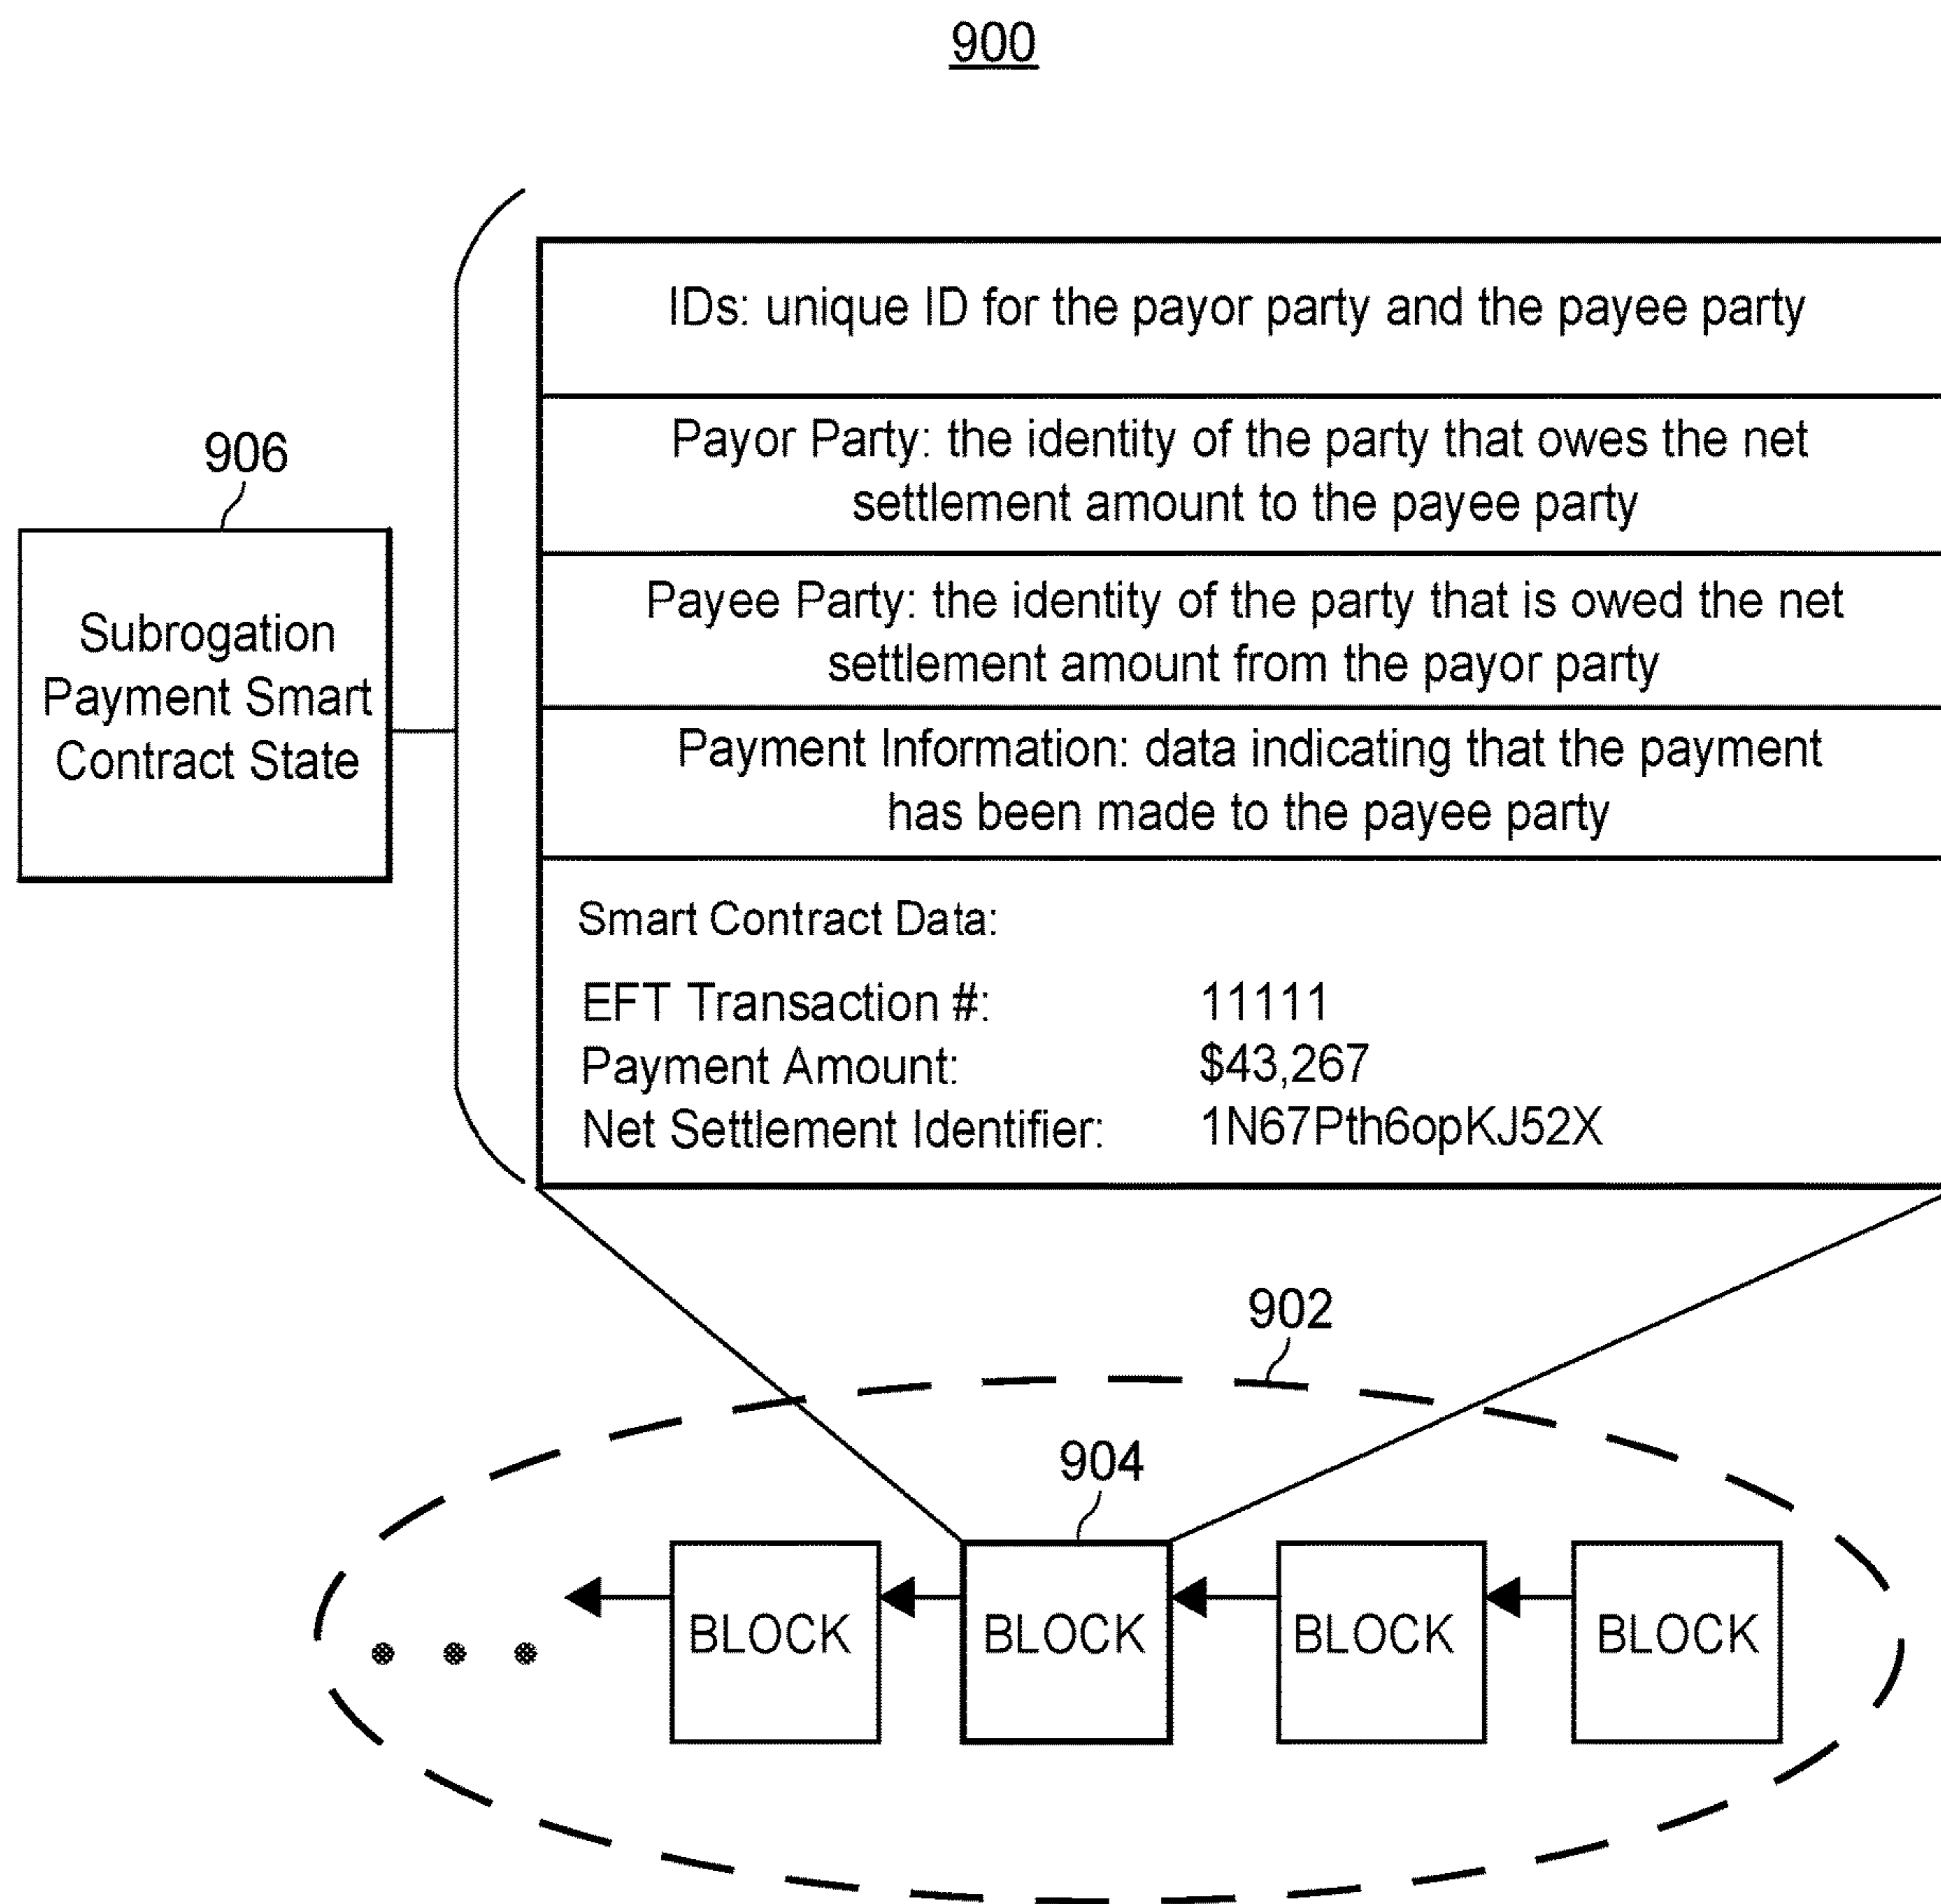 900
906
Subrogation
Payment Smart
Contract State
IDs: unique ID for the payor party and the payee party
Payor Party: the identity of the party that owes the net
settlement amount to the payee party
Payee Party: the identity of the party that is owed the net
settlement amount from the payor party
Payment Information: data indicating that the payment
has been made to the payee party
Smart Contract Data:
EFT Transaction #: 11111
Payment Amount: $43,267
Net Settlement Identifier: 1N67Pth6opKJ52X
902
904
BLOCK BLOCK BLOCK BLOCK